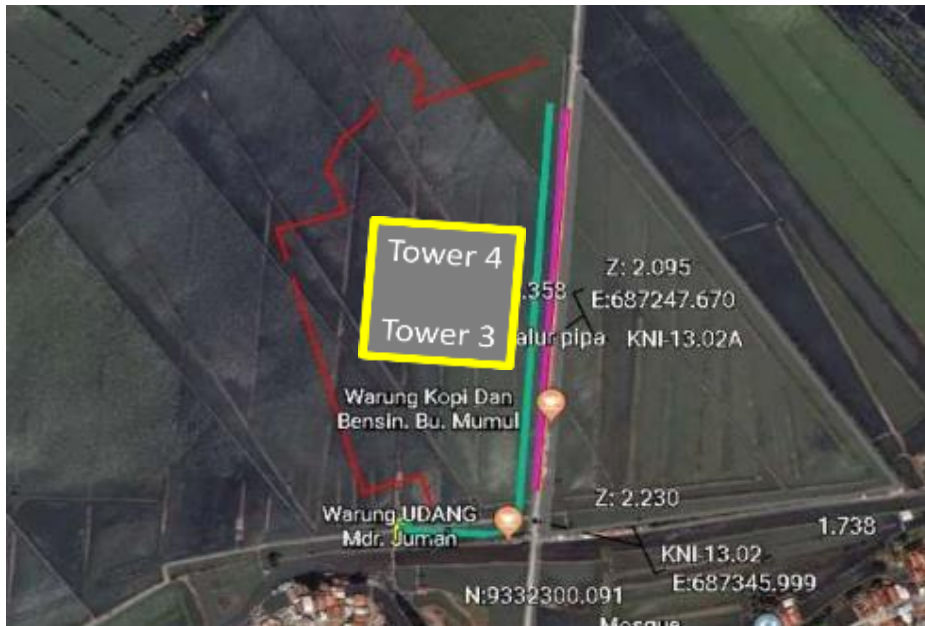 Tower 4
Tower 3
Z: 2.095
.358
E:687247.670
alur pipa
KNI-13.02A
Warung Kopi Dan
Bensin. Bu. Mumul
Z: 2.230
Warung UDANG
Mdr. Juman
1.738
KNI-13.02
E:687345.999
N:9332300.091
Mosque